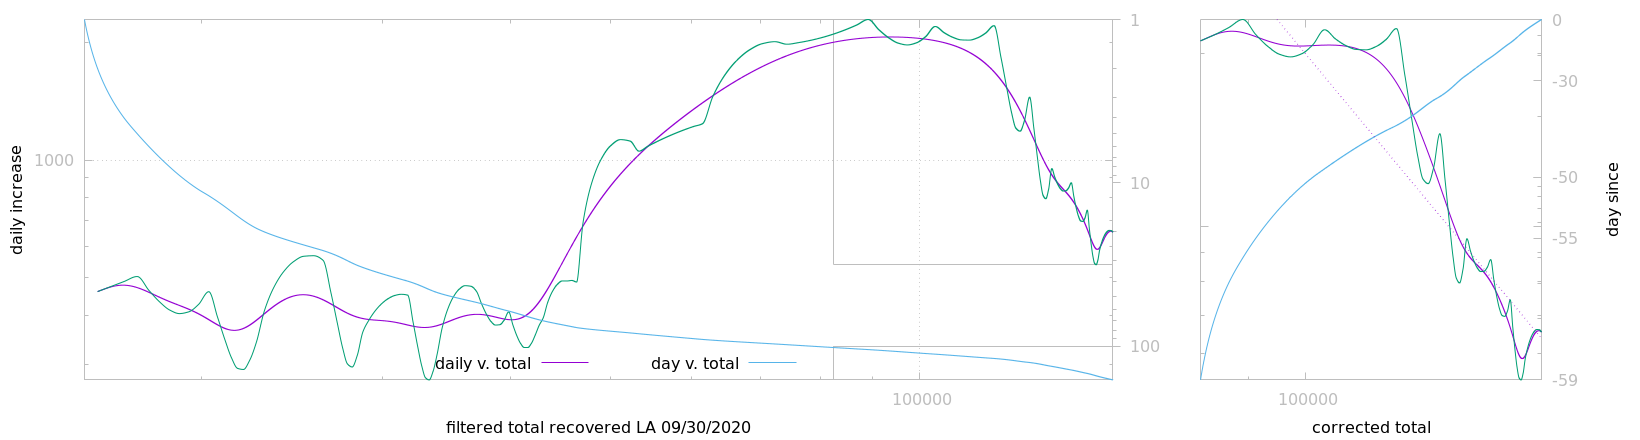 1
0
-30
1000
10
-50
-55
daily increase
day since
daily v. total
day v. total
100
-59
100000
100000
filtered total recovered LA 09/30/2020
corrected total